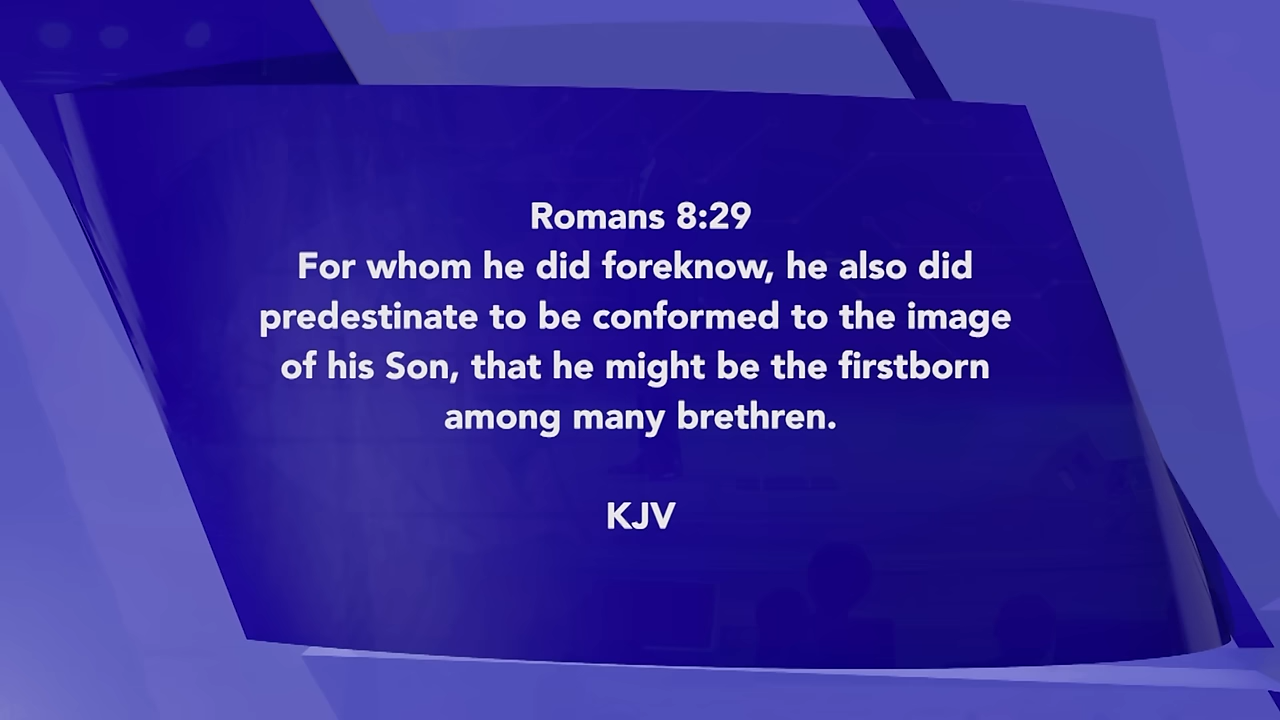 Romans 8:29
For whom he did foreknow, he also did
predestinate to be conformed to the image
of his Son, that he might be the firstborn
among many brethren.
KJV